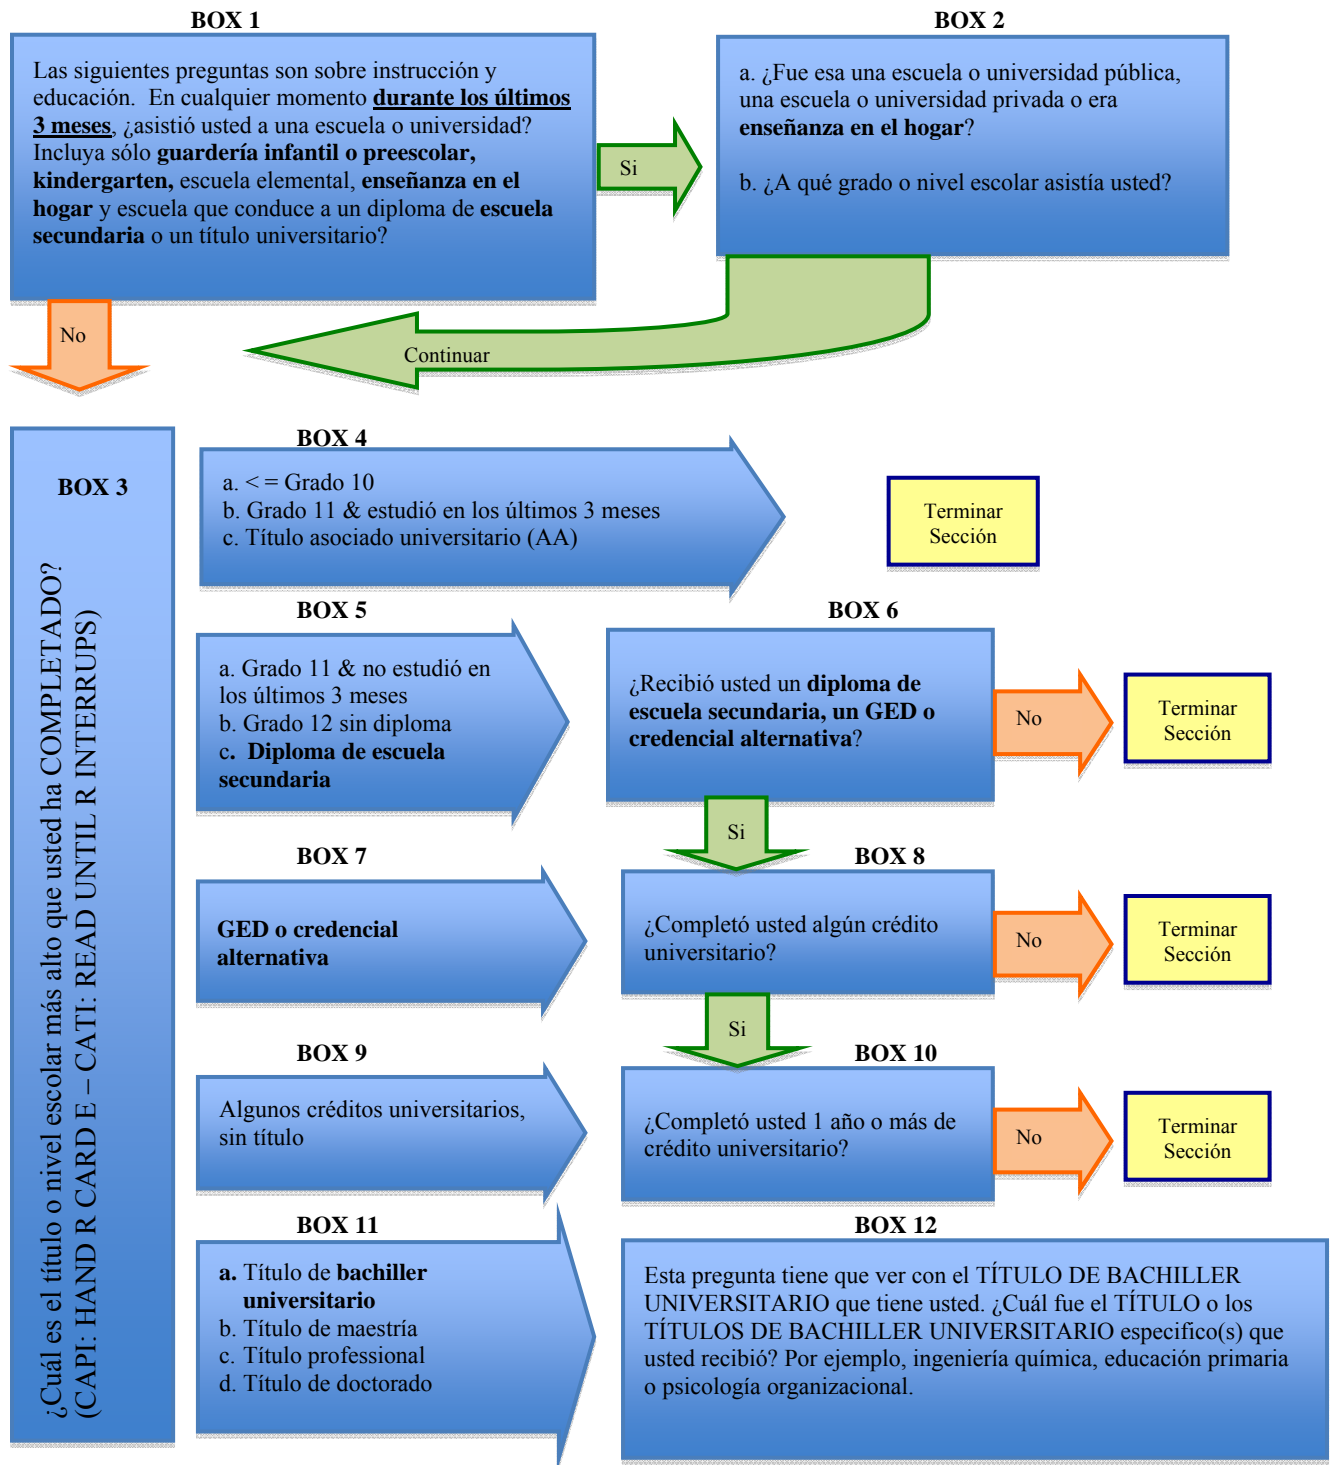 BOX 1
Las siguientes preguntas son sobre instrucción y
educación.  En cualquier momento durante los últimos
3 meses, ¿asistió usted a una escuela o universidad?
Incluya sólo guardería infantil o preescolar,
kindergarten, escuela elemental, enseñanza en el
hogar y escuela que conduce a un diploma de escuela
secundaria o un título universitario?
Si
BOX 2
a. ¿Fue esa una escuela o universidad pública,
una escuela o universidad privada o era
enseñanza en el hogar?
b. ¿A qué grado o nivel escolar asistía usted?
No
Continuar
BOX 3
¿Cuál es el título o nivel escolar más alto que usted ha COMPLETADO?
(CAPI: HAND R CARD E – CATI: READ UNTIL R INTERRUPS)
BOX 4
a. < = Grado 10
b. Grado 11 & estudió en los últimos 3 meses
c. Título asociado universitario (AA)
Terminar
Sección
BOX 5
a. Grado 11 & no estudió en
los últimos 3 meses
b. Grado 12 sin diploma
c. Diploma de escuela
secundaria
BOX 6
¿Recibió usted un diploma de
escuela secundaria, un GED o
credencial alternativa?
No
Terminar
Sección
Si
BOX 7
GED o credencial
alternativa
BOX 8
¿Completó usted algún crédito
universitario?
No
Terminar
Sección
Si
BOX 9
Algunos créditos universitarios,
sin título
BOX 10
¿Completó usted 1 año o más de
crédito universitario?
No
Terminar
Sección
BOX 11
a. Título de bachiller
universitario
b. Título de maestría
c. Título professional
d. Título de doctorado
BOX 12
Esta pregunta tiene que ver con el TÍTULO DE BACHILLER
UNIVERSITARIO que tiene usted. ¿Cuál fue el TÍTULO o los
TÍTULOS DE BACHILLER UNIVERSITARIO especifico(s) que
usted recibió? Por ejemplo, ingeniería química, educación primaria
o psicología organizacional.